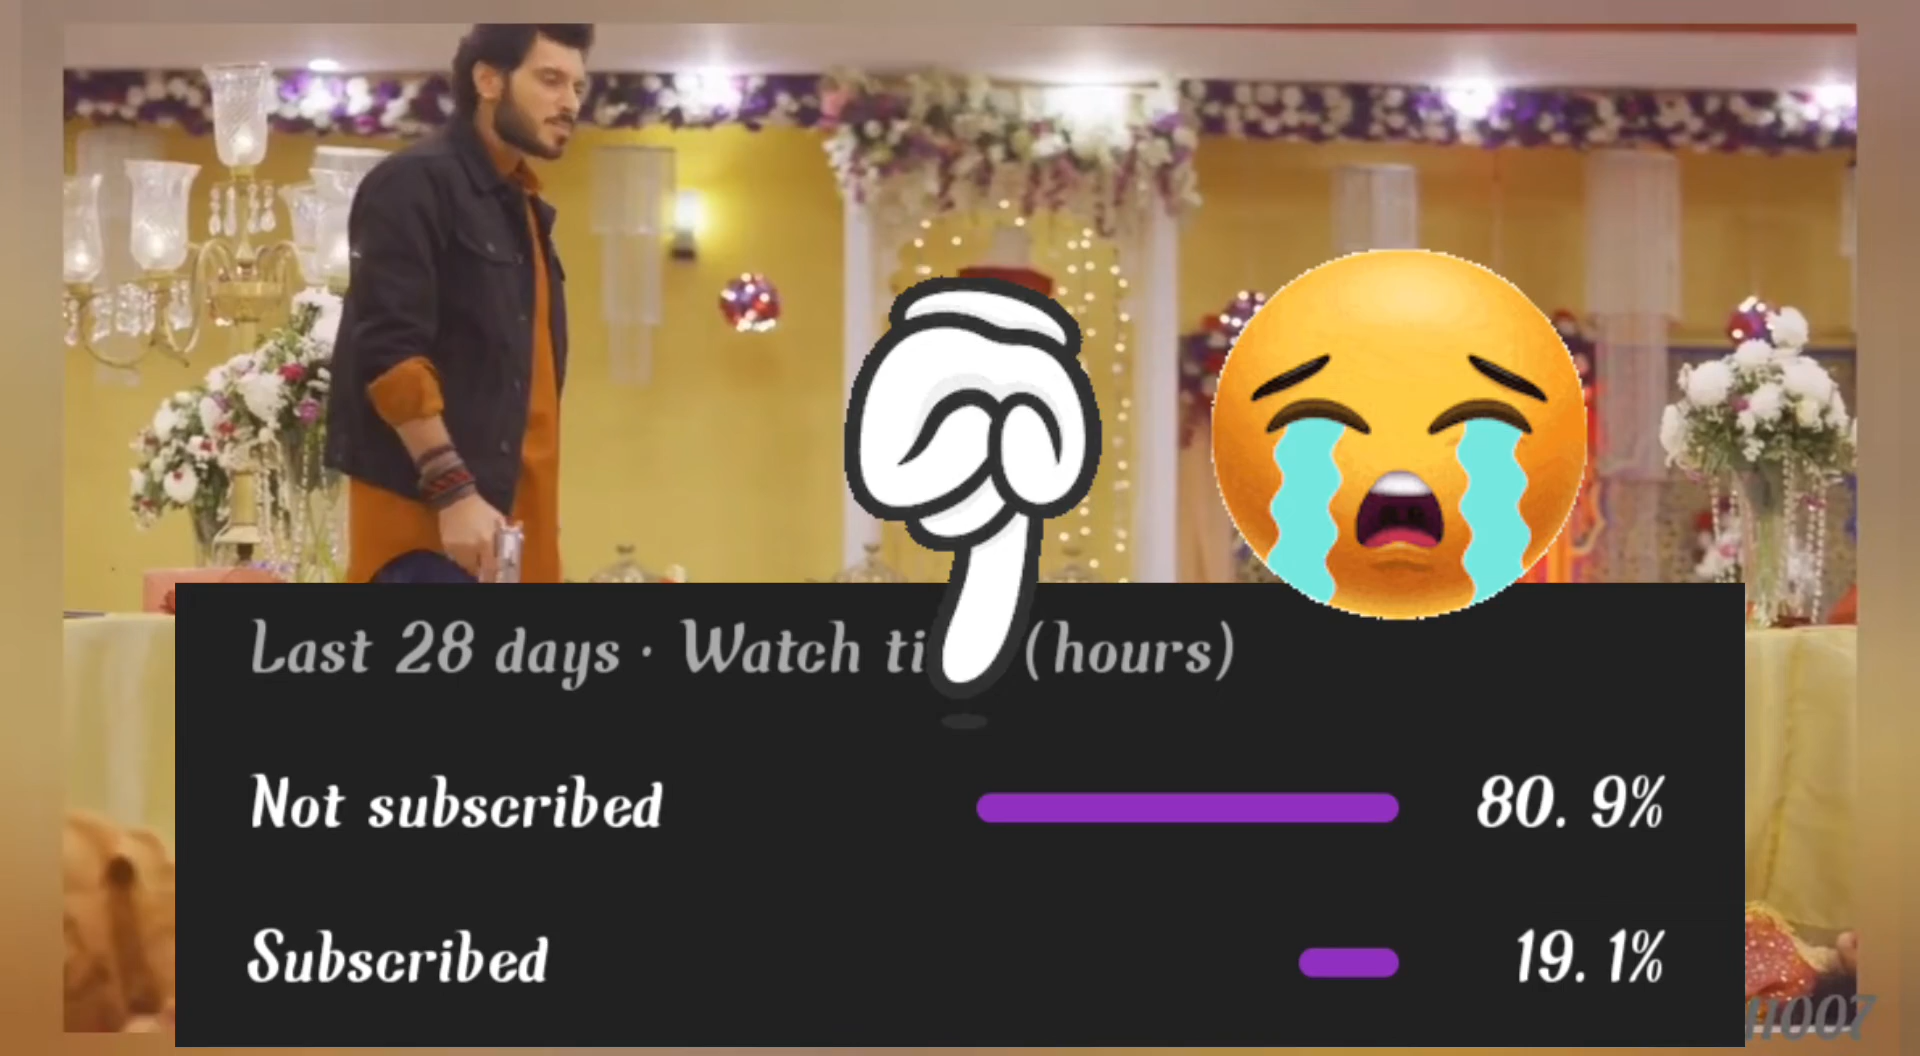 Last 28 days · Watch ti (hours)
Not subscribed 80. 9%
Subscribed 19. 1%